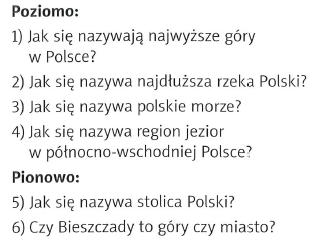 Poziomo:
1) Jak się nazywają najwyższe góry
w Polsce?
2) Jak się nazywa najdłuższa rzeka Polski?
3) Jak się nazywa polskie morze?
4) Jak się nazywa region jezior
w północno-wschodniej Polsce?
Pionowo:
5) Jak się nazywa stolica Polski?
6) Czy Bieszczady to góry czy miasto?